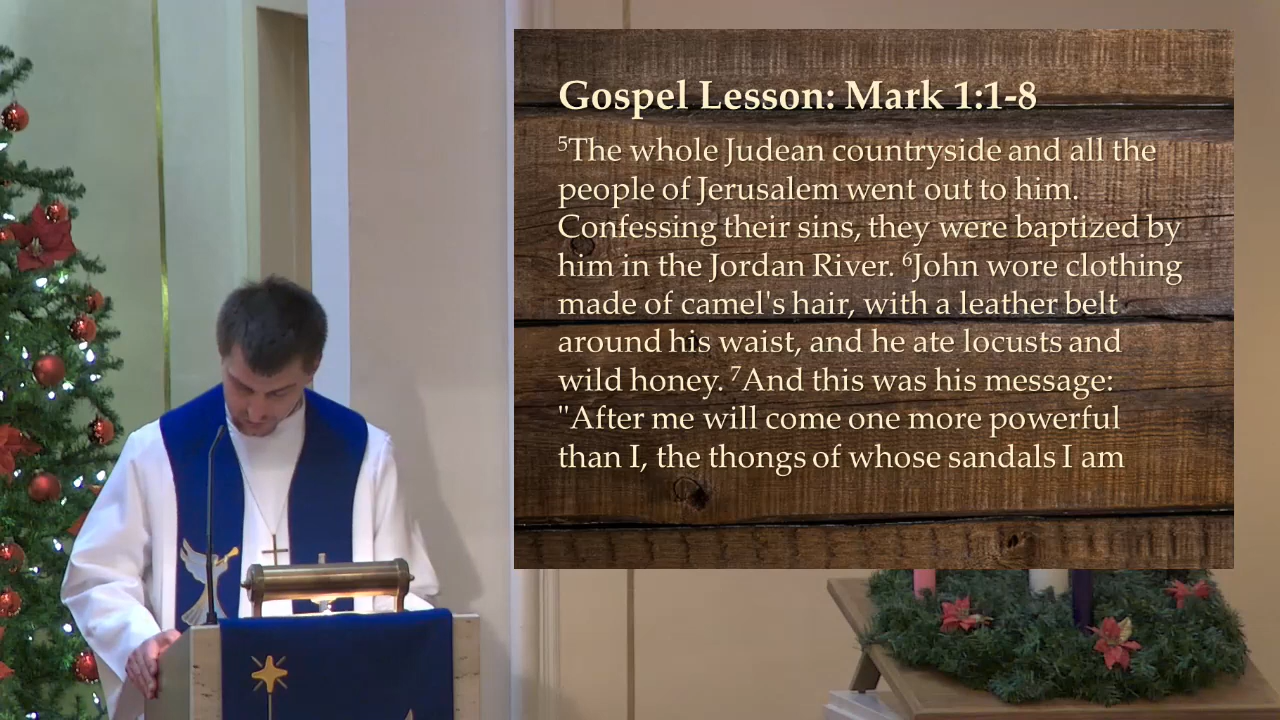 Gospel Lesson: Mark 1:1-8
⁵The whole Judean countryside and all the
people of Jerusalem went out to him.
Confessing their sins, they were baptized by
him in the Jordan River. ⁶John wore clothing
made of camel's hair, with a leather belt
around his waist, and he ate locusts and
wild honey. ⁷And this was his message:
"After me will come one more powerful
than I, the thongs of whose sandals I am